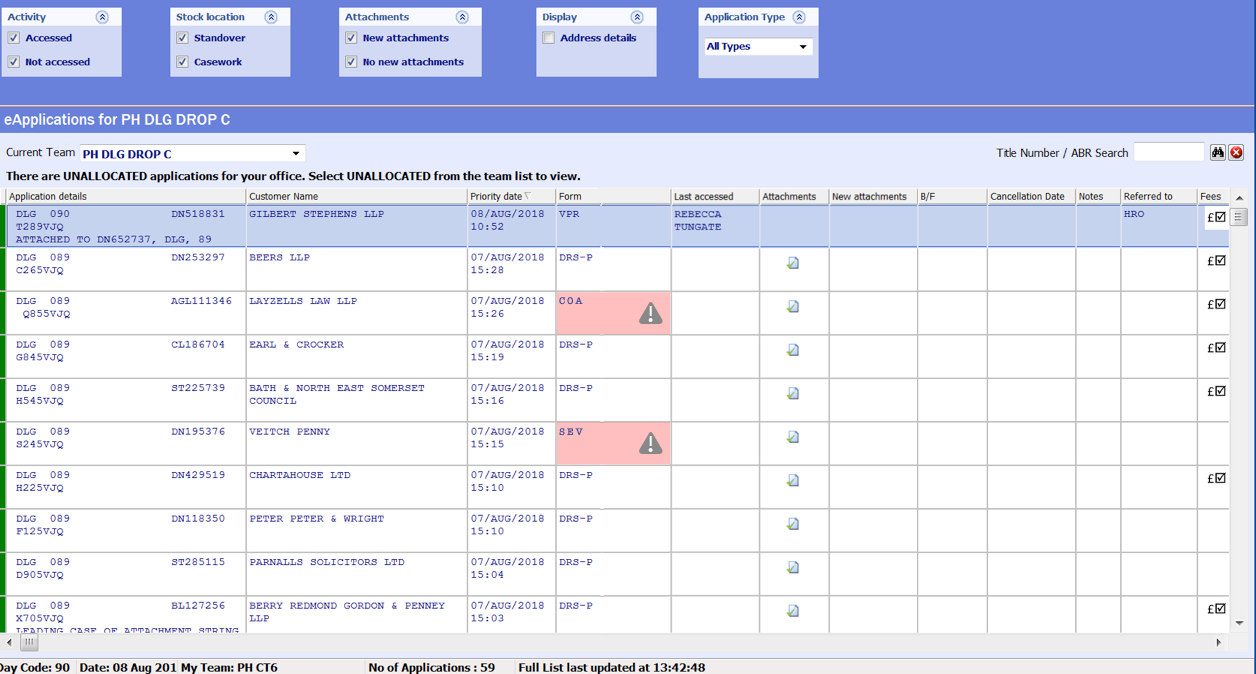 Activity Stock location Attachments Display Application Type
Accessed Standover New attachments Address details All Types
Not accessed Casework No new attachments
eApplications for PH DLG DROP C
Current Team PH DLG DROP C Title Number / ABR Search
There are UNALLOCATED applications for your office. Select UNALLOCATED from the team list to view.
Application details Customer Name Priority date Form Last accessed Attachments New attachments B/F Cancellation Date Notes Referred to Fees
DLG 090 DN518831 GILBERT STEPHENS LLP 08/AUG/2018 VPR REBECCA HRO £
T289VJQ 10:52 TUNGATE
ATTACHED TO DN652737, DLG, 89
DLG 089 DN253297 BEERS LLP 07/AUG/2018 DRS-P £
C265VJQ 15:28
DLG 089 AGL111346 LAYZELLS LAW LLP 07/AUG/2018 COA £
Q855VJQ 15:26
DLG 089 CL186704 EARL & CROCKER 07/AUG/2018 DRS-P £
G845VJQ 15:19
DLG 089 ST225739 BATH & NORTH EAST SOMERSET 07/AUG/2018 DRS-P £
H545VJQ COUNCIL 15:16
DLG 089 DN195376 VEITCH PENNY 07/AUG/2018 SEV
S245VJQ 15:15
DLG 089 DN429519 CHARTAHOUSE LTD 07/AUG/2018 DRS-P £
H225VJQ 15:10
DLG 089 DN118350 PETER PETER & WRIGHT 07/AUG/2018 DRS-P
F125VJQ 15:10
DLG 089 ST285115 PARNALLS SOLICITORS LTD 07/AUG/2018 DRS-P
D905VJQ 15:04
DLG 089 BL127256 BERRY REDMOND GORDON & PENNEY 07/AUG/2018 DRS-P £
X705VJQ LLP 15:03
LEADING CASE OF ATTACHMENT STRING
Day Code: 90 Date: 08 Aug 201 My Team: PH CT6 No of Applications : 59 Full List last updated at 13:42:48